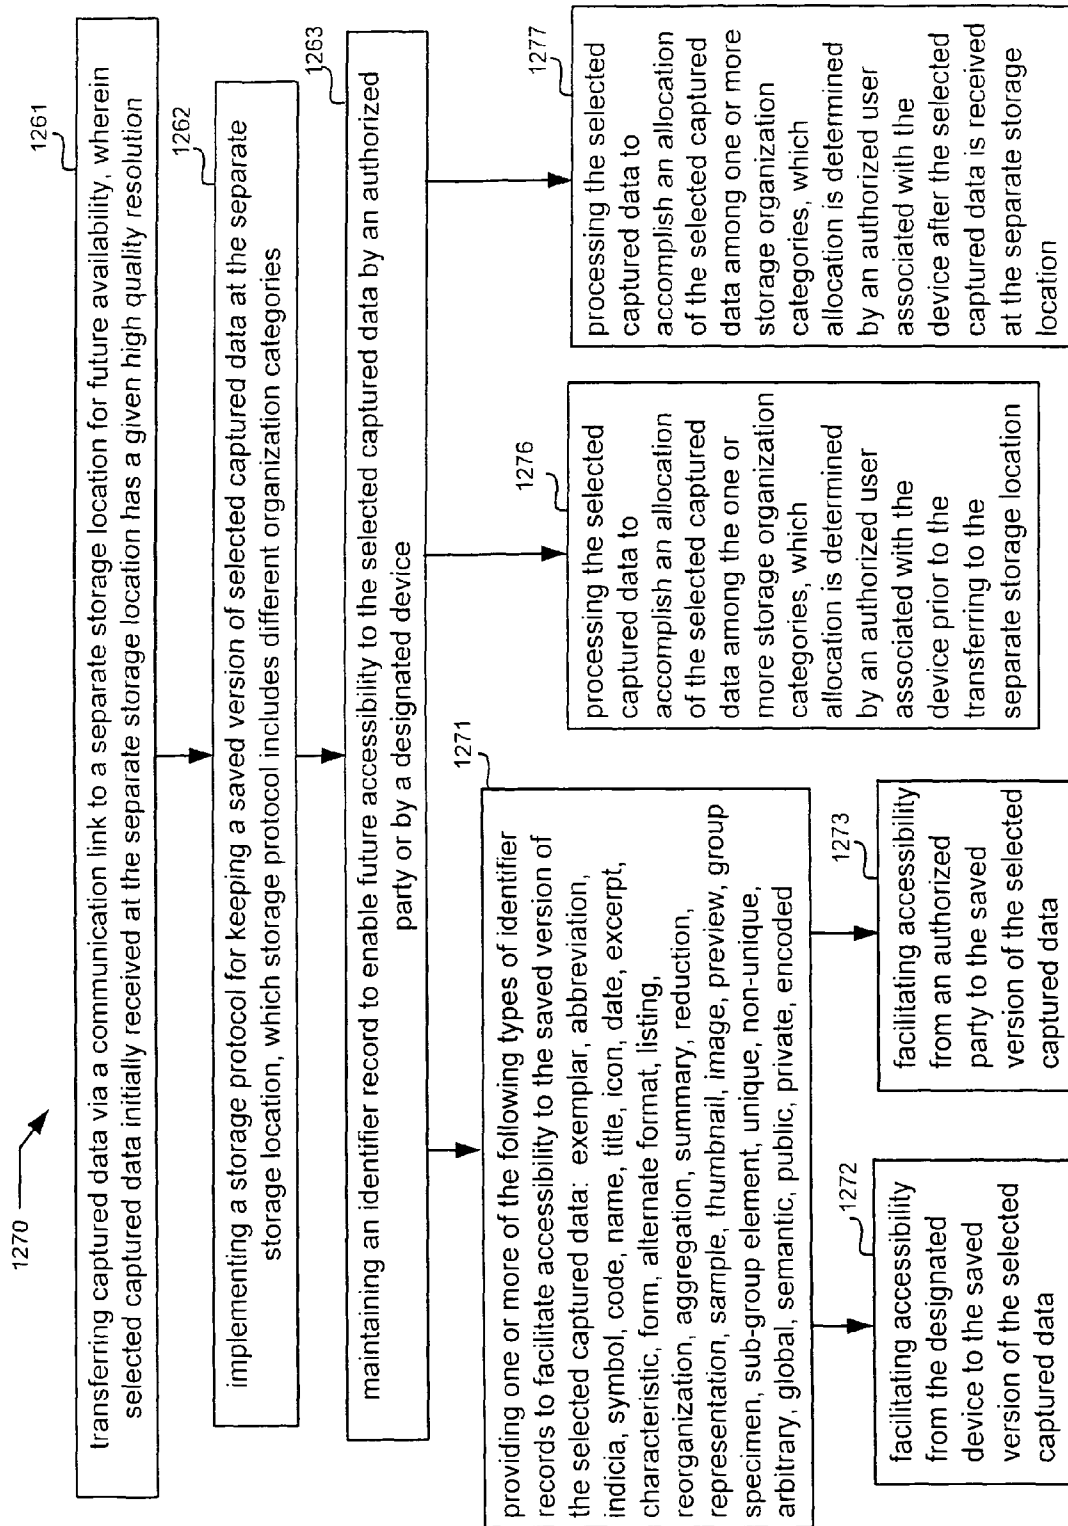 1270
1261
transferring captured data via a communication link to a separate storage location for future availability, wherein
selected captured data initially received at the separate storage location has a given high quality resolution
1262
implementing a storage protocol for keeping a saved version of selected captured data at the separate
storage location, which storage protocol includes different organization categories
1263
maintaining an identifier record to enable future accessibility to the selected captured data by an authorized
party or by a designated device
1271
providing one or more of the following types of identifier
records to facilitate accessibility to the saved version of
the selected captured data: exemplar, abbreviation,
indicia, symbol, code, name, title, icon, date, excerpt,
characteristic, form, alternate format, listing,
reorganization, aggregation, summary, reduction,
representation, sample, thumbnail, image, preview, group
specimen, sub-group element, unique, non-unique,
arbitrary, global, semantic, public, private, encoded
1276
processing the selected
captured data to
accomplish an allocation
of the selected captured
data among the one or
more storage organization
categories, which
allocation is determined
by an authorized user
associated with the
device prior to the
transferring to the
separate storage location
1277
processing the selected
captured data to
accomplish an allocation
of the selected captured
data among one or more
storage organization
categories, which
allocation is determined
by an authorized user
associated with the
device after the selected
captured data is received
at the separate storage
location
1272
facilitating accessibility
from the designated
device to the saved
version of the selected
captured data
1273
facilitating accessibility
from an authorized
party to the saved
version of the selected
captured data